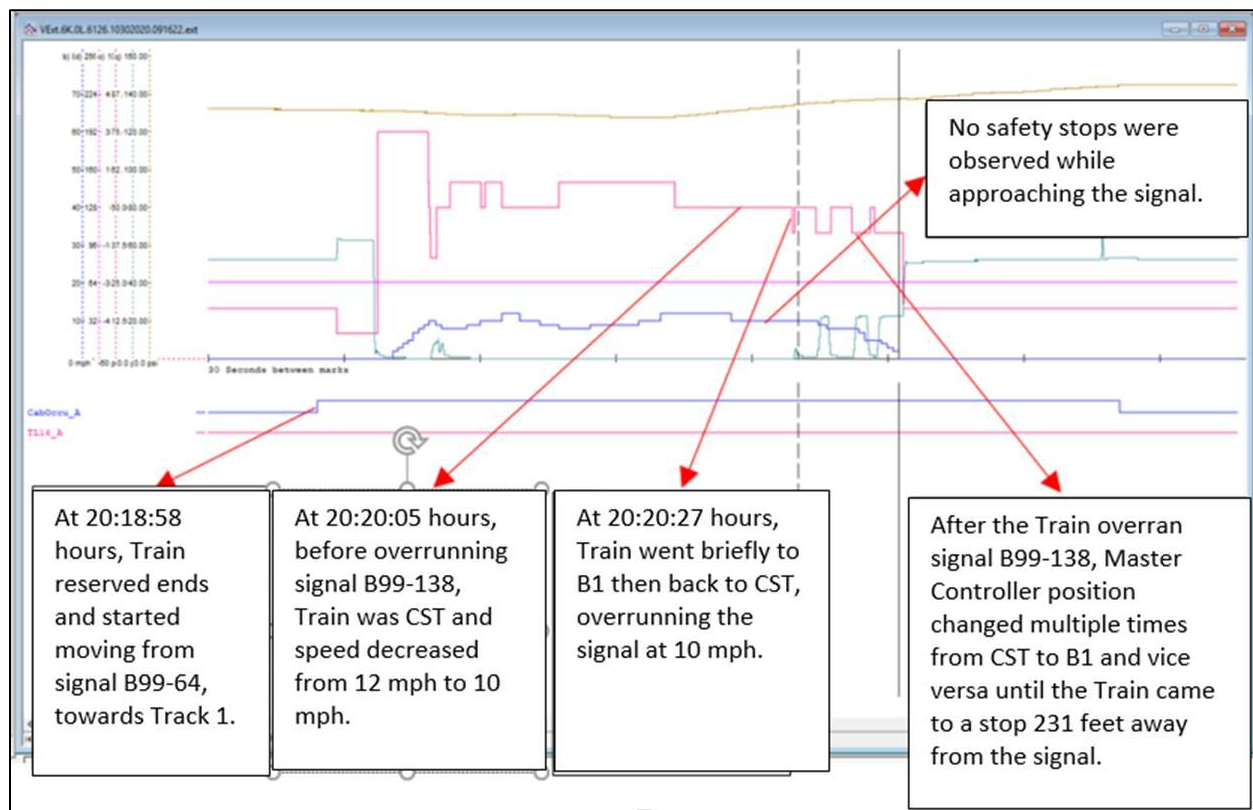 VExt.6K.0L.6126.10302020.091622.ext
No safety stops were
observed while
approaching the signal.
30 Seconds between marks
CabOccu_A
At 20:18:58
hours, Train
reserved ends
and started
moving from
signal B99-64,
towards Track 1.
At 20:20:05 hours,
before overrunning
signal B99-138,
Train was CST and
speed decreased
from 12 mph to 10
mph.
At 20:20:27 hours,
Train went briefly to
B1 then back to CST,
overrunning the
signal at 10 mph.
After the Train overran
signal B99-138, Master
Controller position
changed multiple times
from CST to B1 and vice
versa until the Train came
to a stop 231 feet away
from the signal.